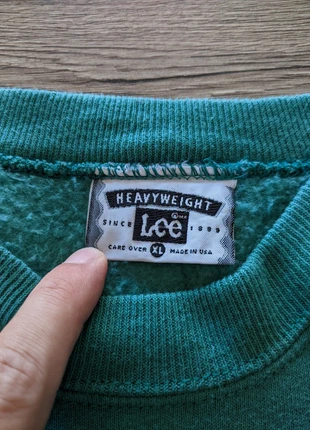 HEAVYWEIGHT
SINCE Lee 1889
CARE OVER XL MADE IN USA